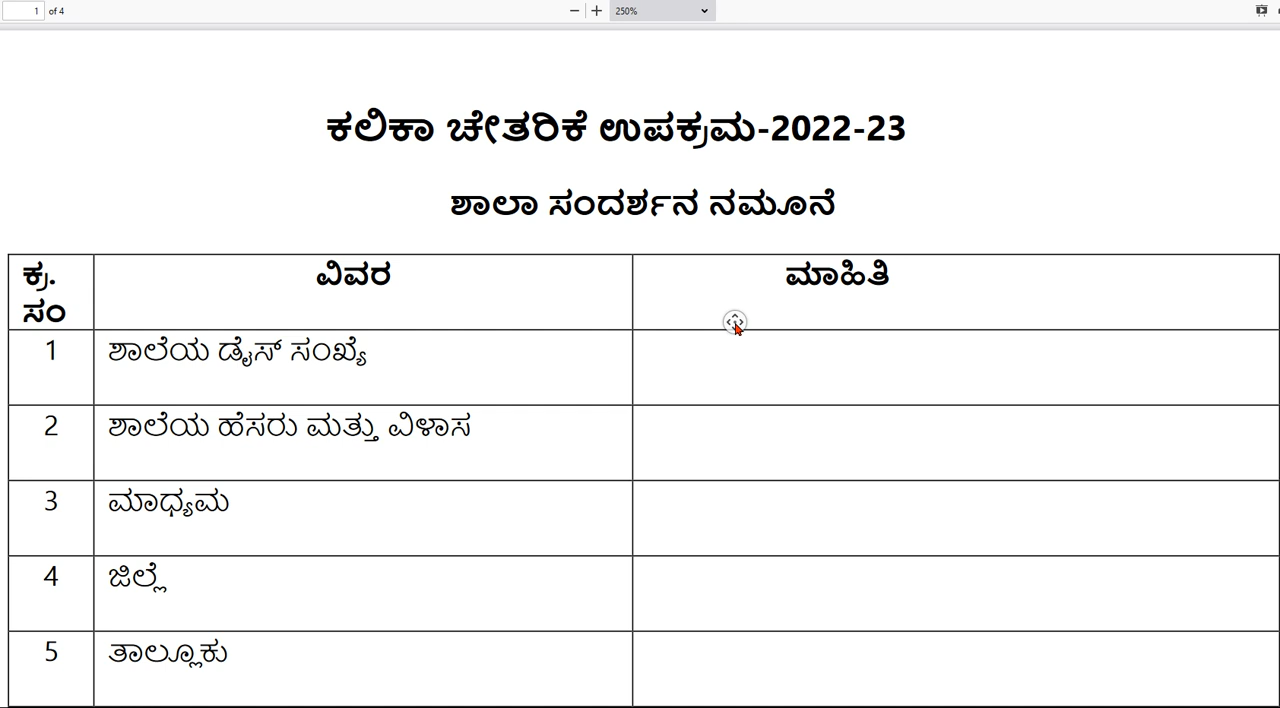 1 of 4 250%
ಕಲಿಕಾ ಚೇತರಿಕೆ ಉಪಕ್ರಮ-2022-23
ಶಾಲಾ ಸಂದರ್ಶನ ನಮೂನೆ
ಕ್ರ. ವಿವರ ಮಾಹಿತಿ
ಸಂ
1 ಶಾಲೆಯ ಡೈಸ್ ಸಂಖ್ಯೆ
2 ಶಾಲೆಯ ಹೆಸರು ಮತ್ತು ವಿಳಾಸ
3 ಮಾಧ್ಯಮ
4 ಜಿಲ್ಲೆ
5 ತಾಲ್ಲೂಕು